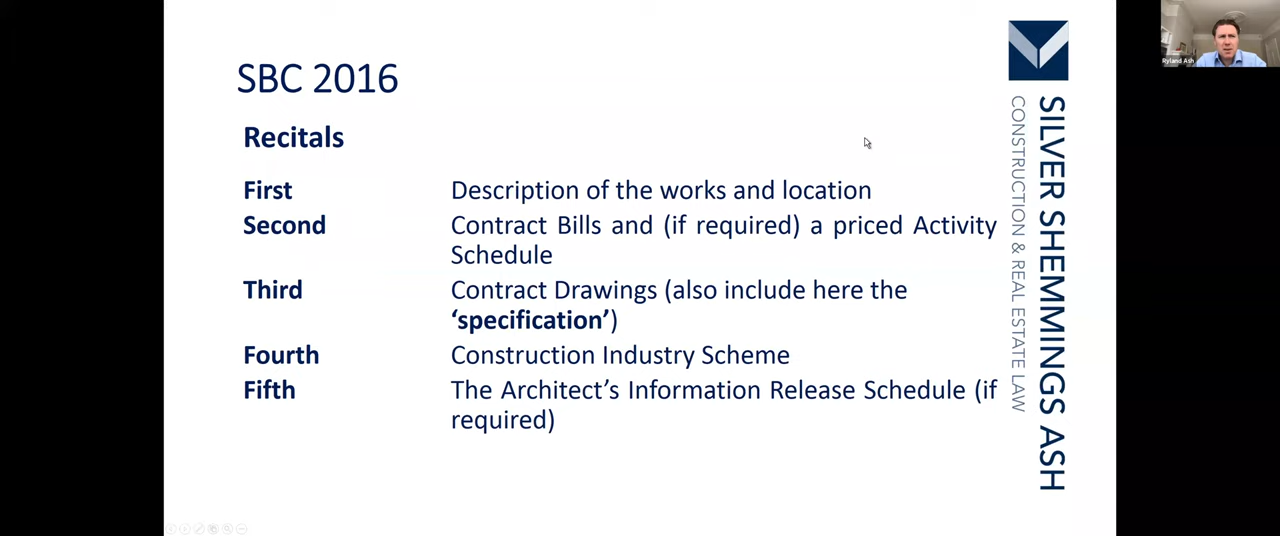 SBC 2016
Recitals
First
Description of the works and location
Second
Contract Bills and (if required) a priced Activity
Schedule
Third
Contract Drawings (also include here the
‘specification’)
Fourth
Construction Industry Scheme
Fifth
The Architect’s Information Release Schedule (if
required)
SILVER SHEMMINGS ASH
CONSTRUCTION & REAL ESTATE LAW
Ryland Ash